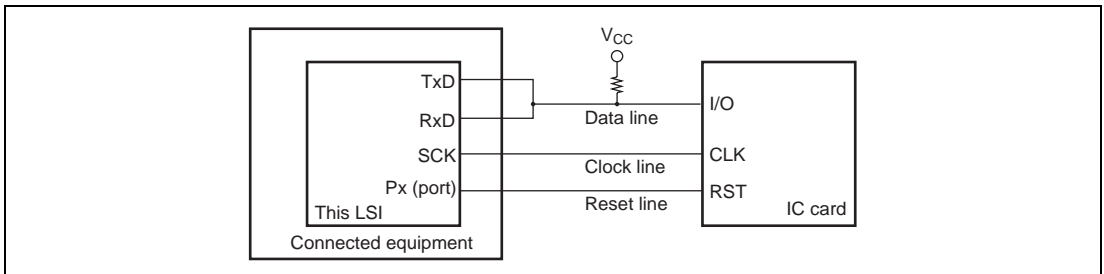 V_CC
TxD
I/O
Data line
RxD
SCK
CLK
Clock line
Px (port)
RST
Reset line
This LSI
IC card
Connected equipment